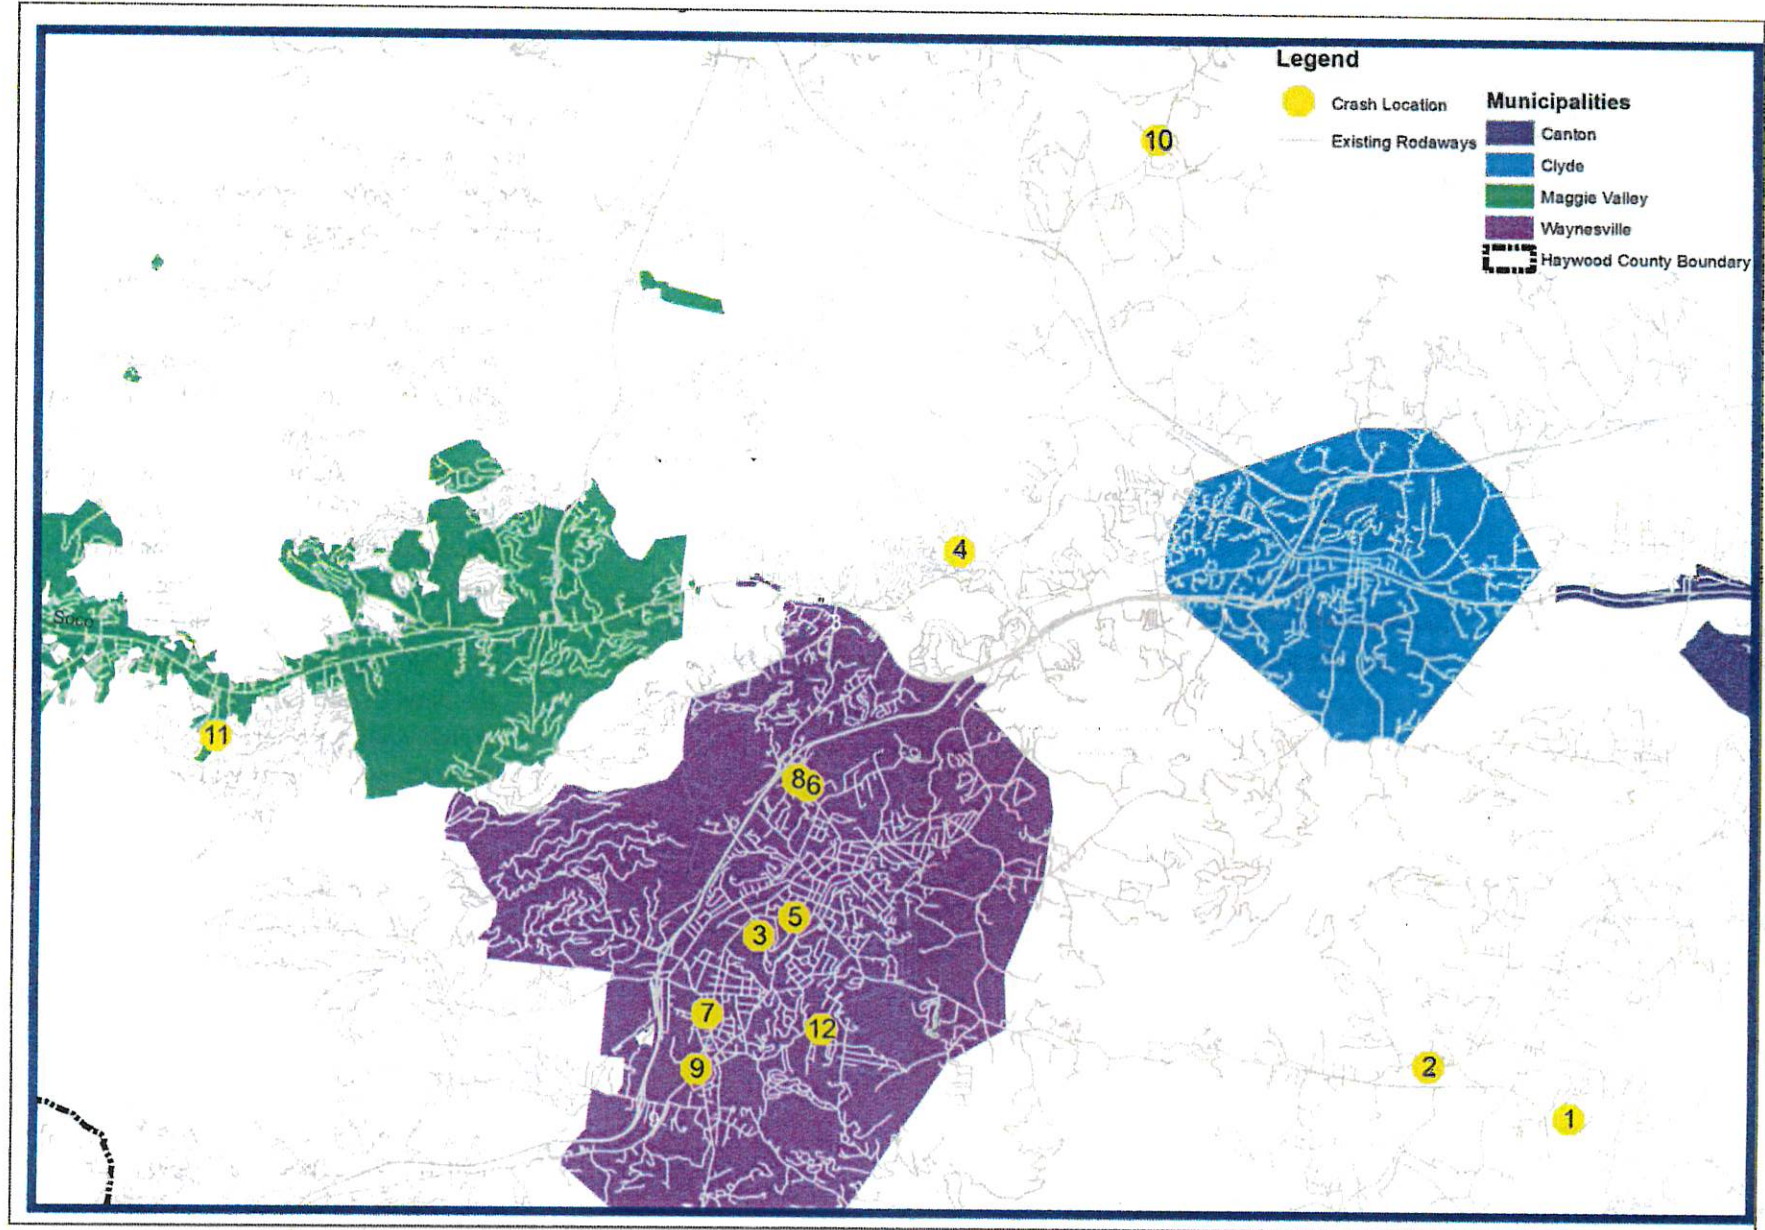 Legend
Crash Location
Existing Rodaways
Municipalities
Canton
Clyde
Maggie Valley
Waynesville
Haywood County Boundary
10
4
Soco
11
86
5
3
7
12
9
2
1